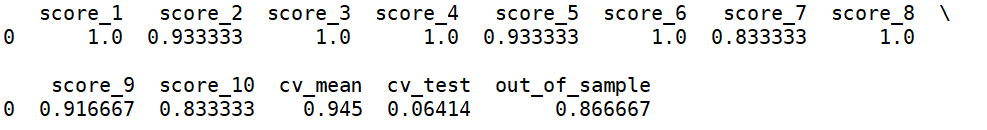 score_1 score_2 score_3 score_4 score_5 score_6 score_7 score_8 \
0 1.0 0.933333 1.0 1.0 0.933333 1.0 0.833333 1.0
score_9 score_10 cv_mean cv_test out_of_sample
0 0.916667 0.833333 0.945 0.06414 0.866667